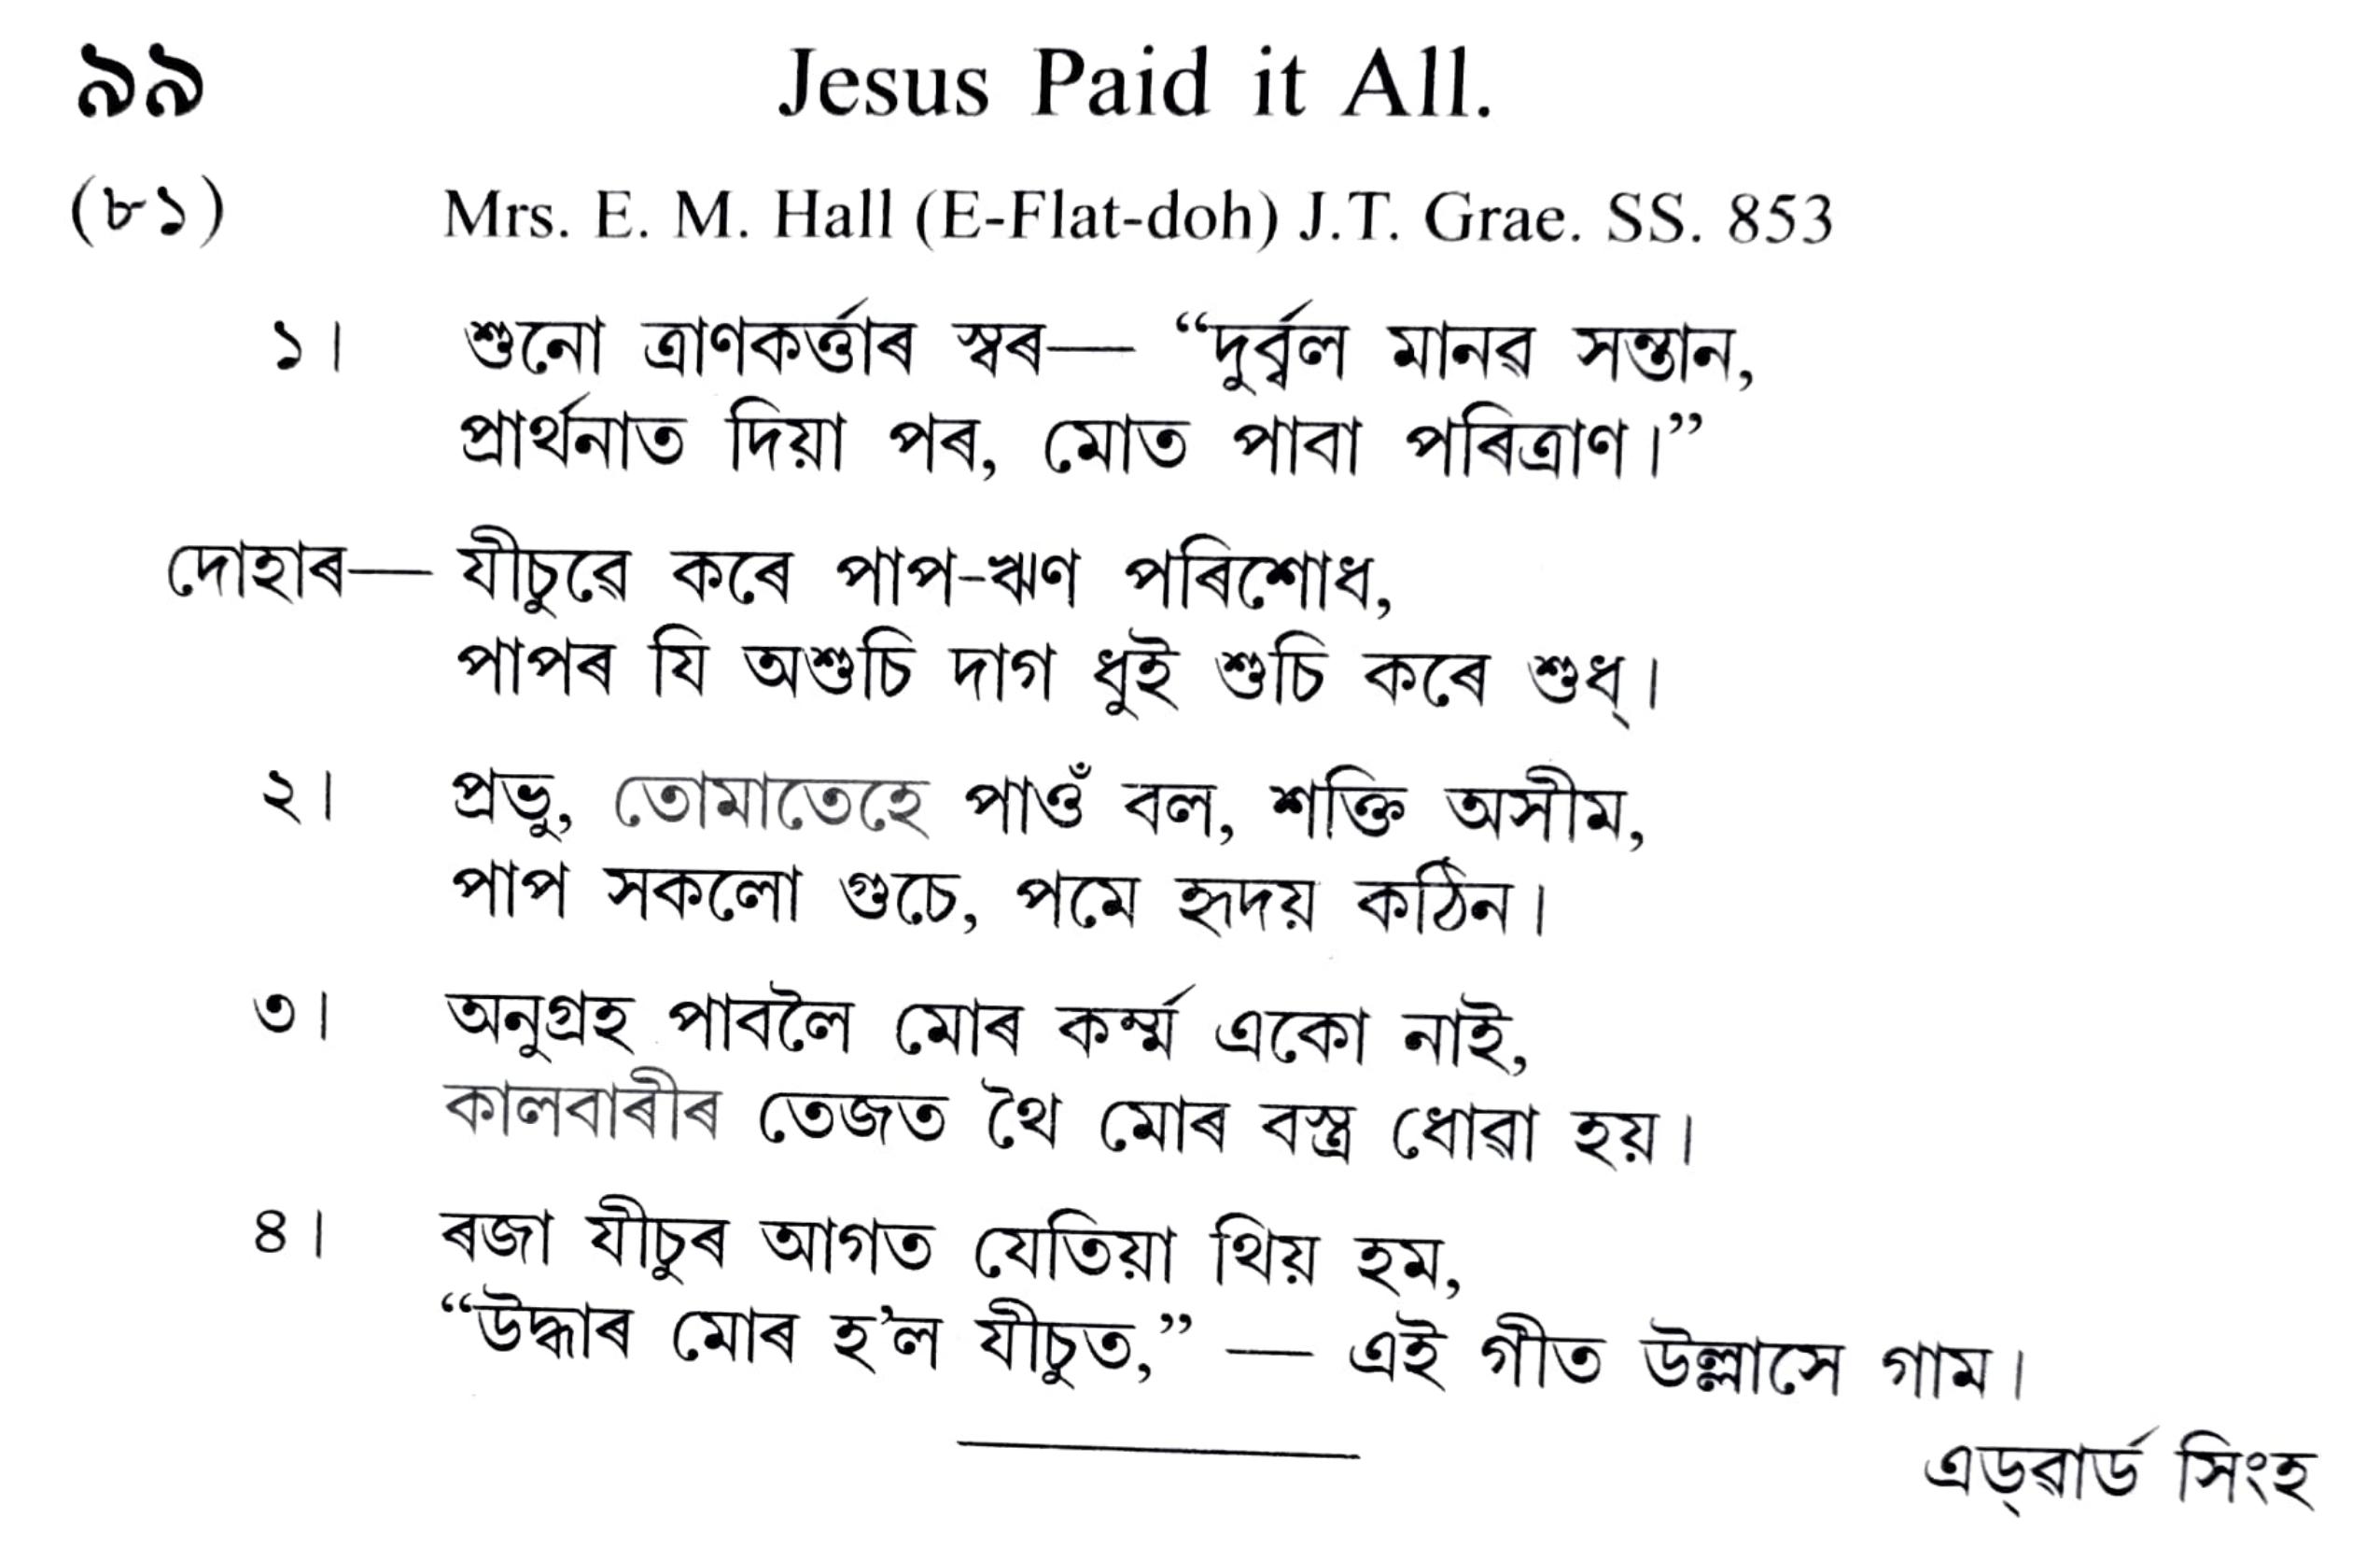 ৯৯ Jesus Paid it All.
(৮১) Mrs. E. M. Hall (E-Flat-doh) J.T. Grae. SS. 853
১। শুনো ত্ৰাণকৰ্ত্তাৰ স্বৰ— “দুৰ্ব্বল মানৱ সন্তান,
প্ৰাৰ্থনাত দিয়া পৰ, মোত পাবা পৰিত্ৰাণ।”
দোহাৰ— যীচুৱে কৰে পাপ-ঋণ পৰিশোধ,
পাপৰ যি অশুচি দাগ ধুই শুচি কৰে শুধ্।
২। প্ৰভু, তোমাতেহে পাওঁ বল, শক্তি অসীম,
পাপ সকলো গুচে, পমে হৃদয় কঠিন।
৩। অনুগ্ৰহ পাবলৈ মোৰ কৰ্ম্ম একো নাই,
কালবাৰীৰ তেজত থৈ মোৰ বস্ত্ৰ ধোৱা হয়।
৪। ৰজা যীচুৰ আগত যেতিয়া থিয় হম,
“উদ্ধাৰ মোৰ হ’ল যীচুত,” — এই গীত উল্লাসে গাম।
এড্ৱাৰ্ড সিংহ